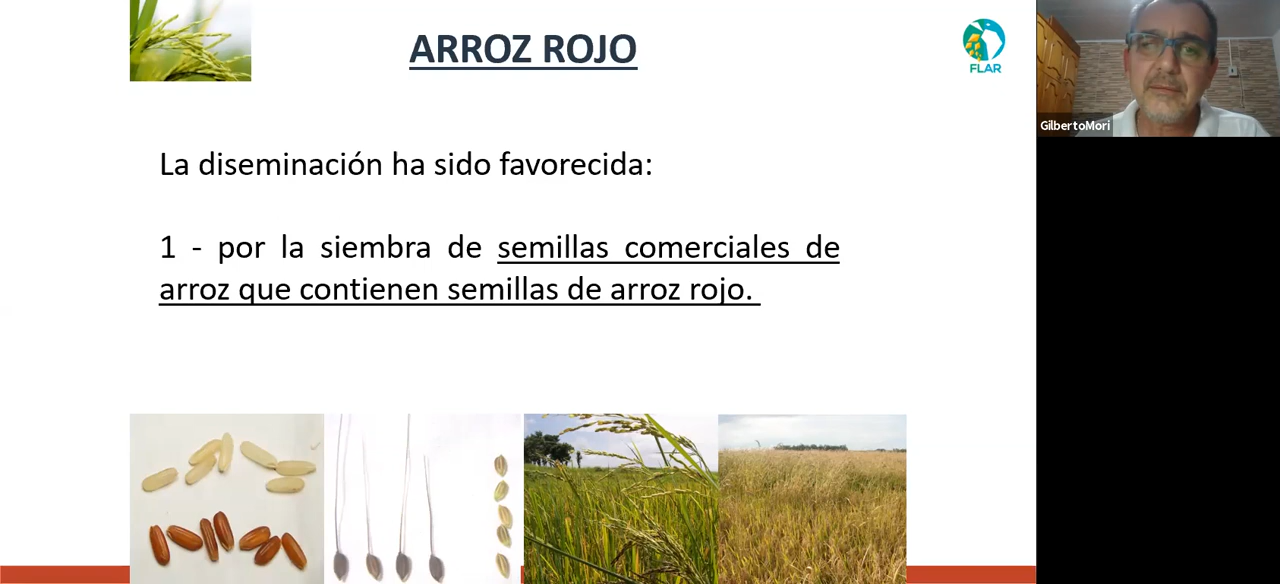 ARROZ ROJO
FLAR
GilbertoMori
La diseminación ha sido favorecida:
1 - por la siembra de semillas comerciales de
arroz que contienen semillas de arroz rojo.